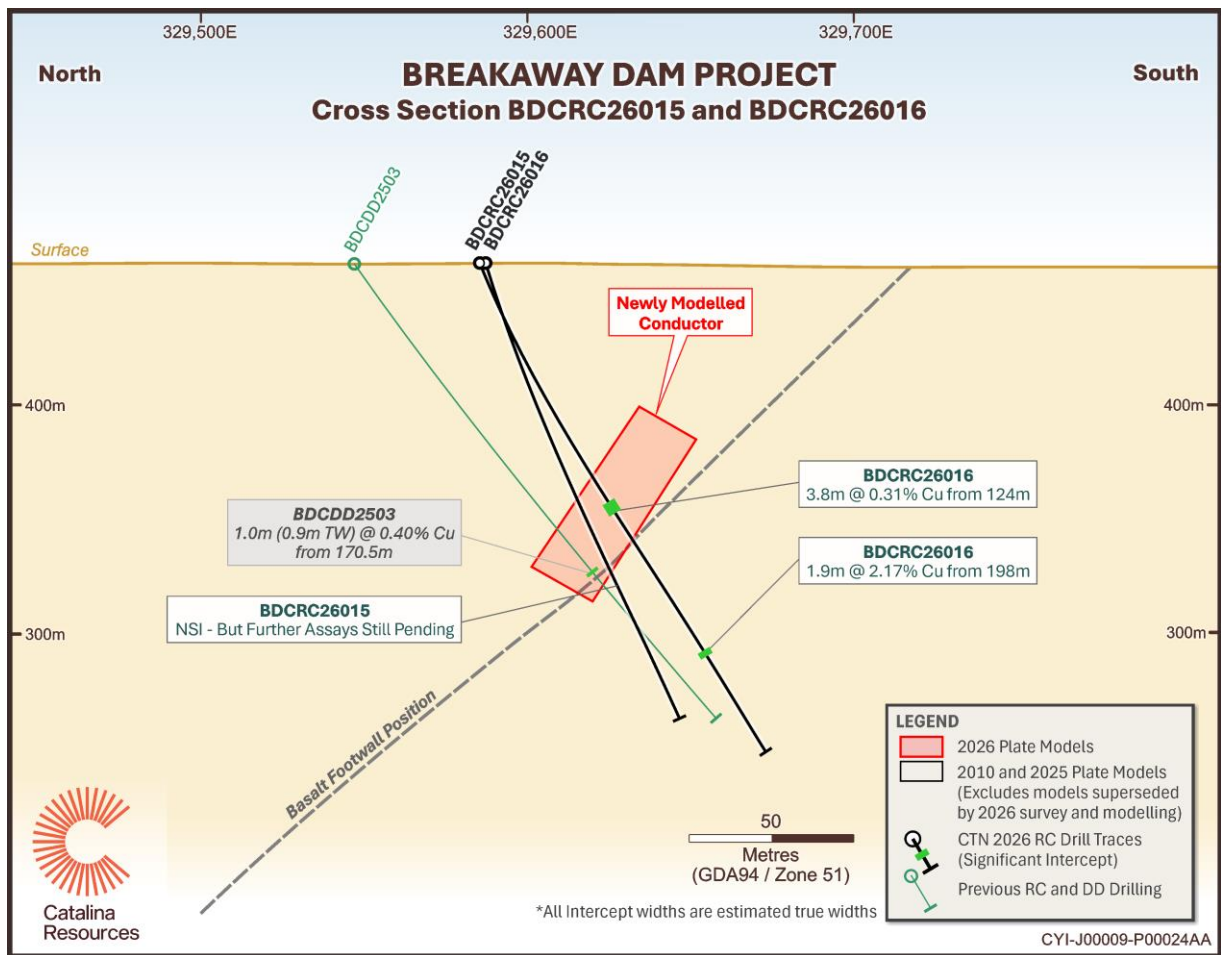 329,500E
329,600E
329,700E
North
BREAKAWAY DAM PROJECT
South
Cross Section BDCRC26015 and BDCRC26016
BDCDD2503
BDCRC26015
BDCRC26016
Surface
Newly Modelled
Conductor
400m
400m
BDCRC26016
3.8m @ 0.31% Cu from 124m
BDCDD2503
1.0m (0.9m TW) @ 0.40% Cu
from 170.5m
BDCRC26016
1.9m @ 2.17% Cu from 198m
BDCRC26015
NSI - But Further Assays Still Pending
300m
300m
Basalt Footwall Position
LEGEND
2026 Plate Models
2010 and 2025 Plate Models
(Excludes models superseded
by 2026 survey and modelling)
CTN 2026 RC Drill Traces
(Significant Intercept)
Previous RC and DD Drilling
50
Metres
(GDA94 / Zone 51)
Catalina
Resources
*All Intercept widths are estimated true widths
CYI-J00009-P00024AA